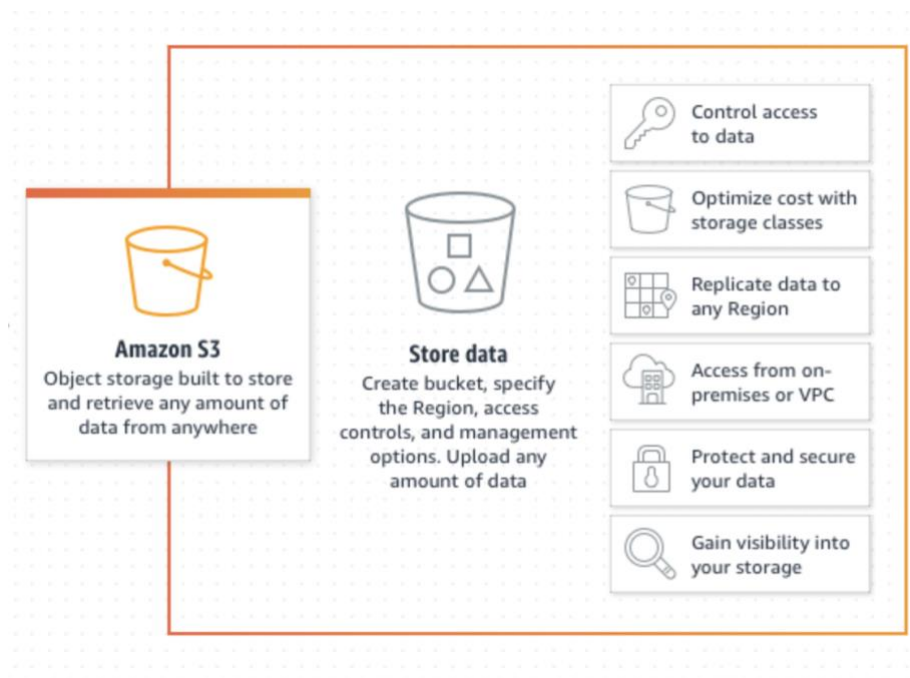 Amazon S3
Object storage built to store
and retrieve any amount of
data from anywhere
Store data
Create bucket, specify
the Region, access
controls, and management
options. Upload any
amount of data
Control access
to data
Optimize cost with
storage classes
Replicate data to
any Region
Access from on-
premises or VPC
Protect and secure
your data
Gain visibility into
your storage